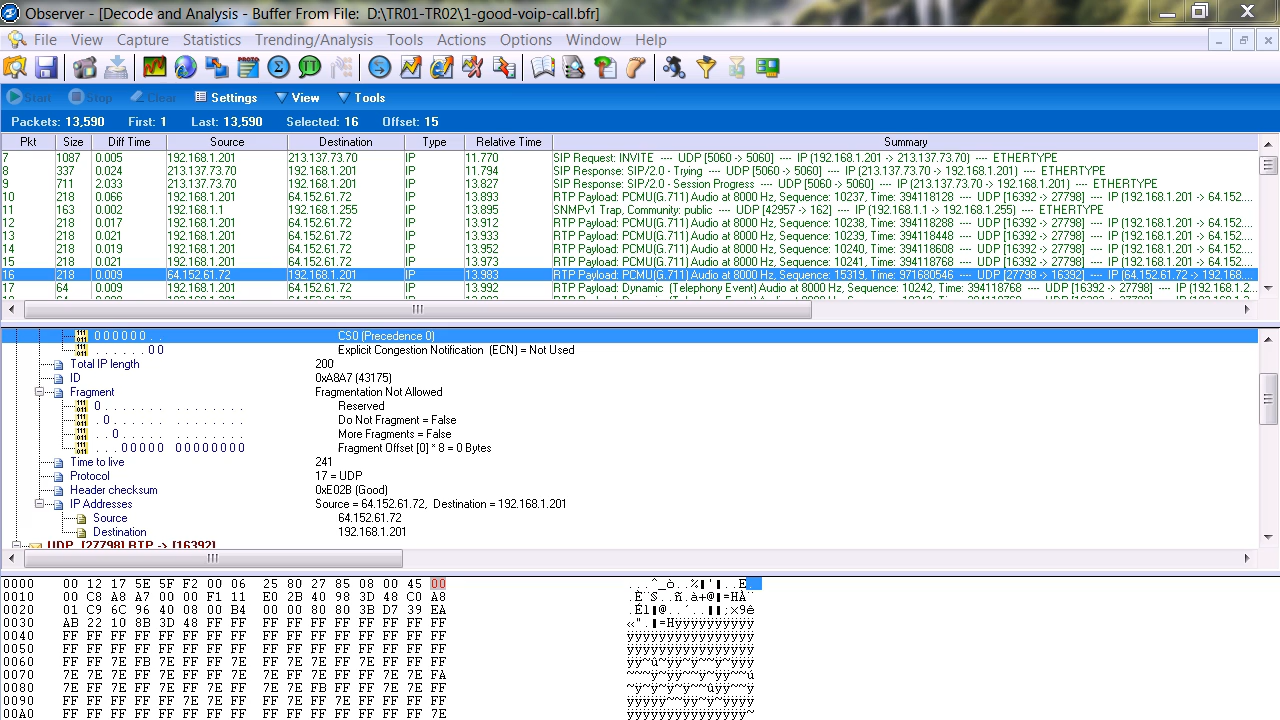 Observer - [Decode and Analysis - Buffer From File: D:\TR01-TR02\1-good-voip-call.bfr]
File View Capture Statistics Trending/Analysis Tools Actions Options Window Help
Start Stop Clear Settings View Tools
Packets: 13,590 First: 1 Last: 13,590 Selected: 16 Offset: 15
Pkt Size Diff Time Source Destination Type Relative Time Summary
7 1087 0.005 192.168.1.201 213.137.73.70 IP 11.770 SIP Request: INVITE ---- UDP [5060 -> 5060] ---- IP (192.168.1.201 -> 213.137.73.70) ---- ETHERTYPE
8 337 0.024 213.137.73.70 192.168.1.201 IP 11.794 SIP Response: SIP/2.0 - Trying ---- UDP [5060 -> 5060] ---- IP (213.137.73.70 -> 192.168.1.201) ---- ETHERTYPE
9 711 2.033 213.137.73.70 192.168.1.201 IP 13.827 SIP Response: SIP/2.0 - Session Progress ---- UDP [5060 -> 5060] ---- IP (213.137.73.70 -> 192.168.1.201) ---- ETHERTYPE
10 218 0.066 192.168.1.201 64.152.61.72 IP 13.893 RTP Payload: PCMU(G.711) Audio at 8000 Hz, Sequence: 10237, Time: 394118128 ---- UDP [16392 -> 27798] ---- IP (192.168.1.201 -> 64.152....
11 163 0.002 192.168.1.1 192.168.1.255 IP 13.895 SNMPv1 Trap, Community: public ---- UDP [42957 -> 162] ---- IP (192.168.1.1 -> 192.168.1.255) ---- ETHERTYPE
12 218 0.017 192.168.1.201 64.152.61.72 IP 13.912 RTP Payload: PCMU(G.711) Audio at 8000 Hz, Sequence: 10238, Time: 394118288 ---- UDP [16392 -> 27798] ---- IP (192.168.1.201 -> 64.152....
13 218 0.021 192.168.1.201 64.152.61.72 IP 13.933 RTP Payload: PCMU(G.711) Audio at 8000 Hz, Sequence: 10239, Time: 394118448 ---- UDP [16392 -> 27798] ---- IP (192.168.1.201 -> 64.152....
14 218 0.019 192.168.1.201 64.152.61.72 IP 13.952 RTP Payload: PCMU(G.711) Audio at 8000 Hz, Sequence: 10240, Time: 394118608 ---- UDP [16392 -> 27798] ---- IP (192.168.1.201 -> 64.152....
15 218 0.021 192.168.1.201 64.152.61.72 IP 13.973 RTP Payload: PCMU(G.711) Audio at 8000 Hz, Sequence: 10241, Time: 394118768 ---- UDP [16392 -> 27798] ---- IP (192.168.1.201 -> 64.152....
16 218 0.009 64.152.61.72 192.168.1.201 IP 13.983 RTP Payload: PCMU(G.711) Audio at 8000 Hz, Sequence: 15319, Time: 971680546 ---- UDP [27798 -> 16392] ---- IP (64.152.61.72 -> 192.168....
17 64 0.009 192.168.1.201 64.152.61.72 IP 13.992 RTP Payload: Dynamic (Telephony Event) Audio at 8000 Hz, Sequence: 10242, Time: 394118768 ---- UDP [16392 -> 27798] ---- IP (192.168.1.2...
000000.. CS0 (Precedence 0)
......00 Explicit Congestion Notification (ECN) = Not Used
Total IP length 200
ID 0xA8A7 (43175)
Fragment Fragmentation Not Allowed
0....... ........ Reserved
.0...... ........ Do Not Fragment = False
..0..... ........ More Fragments = False
...00000 00000000 Fragment Offset [0] * 8 = 0 Bytes
Time to live 241
Protocol 17 = UDP
Header checksum 0xE02B (Good)
IP Addresses Source = 64.152.61.72, Destination = 192.168.1.201
Source 64.152.61.72
Destination 192.168.1.201
UDP, [27798] RTP -> [16392]
0000 00 12 17 5E 5F F2 00 06 25 80 27 85 08 00 45 00 ...^_ò..%▌'▌..E.
0010 00 C8 A8 A7 00 00 F1 11 E0 2B 40 98 3D 48 C0 A8 .È¨§..ñ.à+@▌=HÀ¨
0020 01 C9 6C 96 40 08 00 B4 00 00 80 80 3B D7 39 EA .Él▌@..´..▌▌;×9ê
0030 AB 22 10 8B 3D 48 FF FF FF FF FF FF FF FF FF FF «".▌=Hÿÿÿÿÿÿÿÿÿÿ
0040 FF FF FF FF FF FF FF FF FF FF FF FF FF FF FF FF ÿÿÿÿÿÿÿÿÿÿÿÿÿÿÿÿ
0050 FF FF FF FF FF FF FF FF FF FF FF FF FF FF FF FF ÿÿÿÿÿÿÿÿÿÿÿÿÿÿÿÿ
0060 FF FF 7E FB 7E FF FF 7E FF 7E FF 7E FF FF FF ÿÿ~û~ÿÿ~ÿ~ÿ~ÿÿÿ
0070 7E 7E 7E FF FF 7E 7E FF 7E FF FF 7E FF 7E 7E FA
0080 7E FF 7E FF 7E FF 7E 7E FF FF FB FF FF 7E FF FF
0090 FF FF FF FF FF FF 7E 7E FF FF 7E FF FF FF FF FF
00A0 FF FF FF FF FF FF FF FF FF FF FF FF FF FF FF 7E ÿÿÿÿÿÿÿÿÿÿÿÿÿÿÿ~